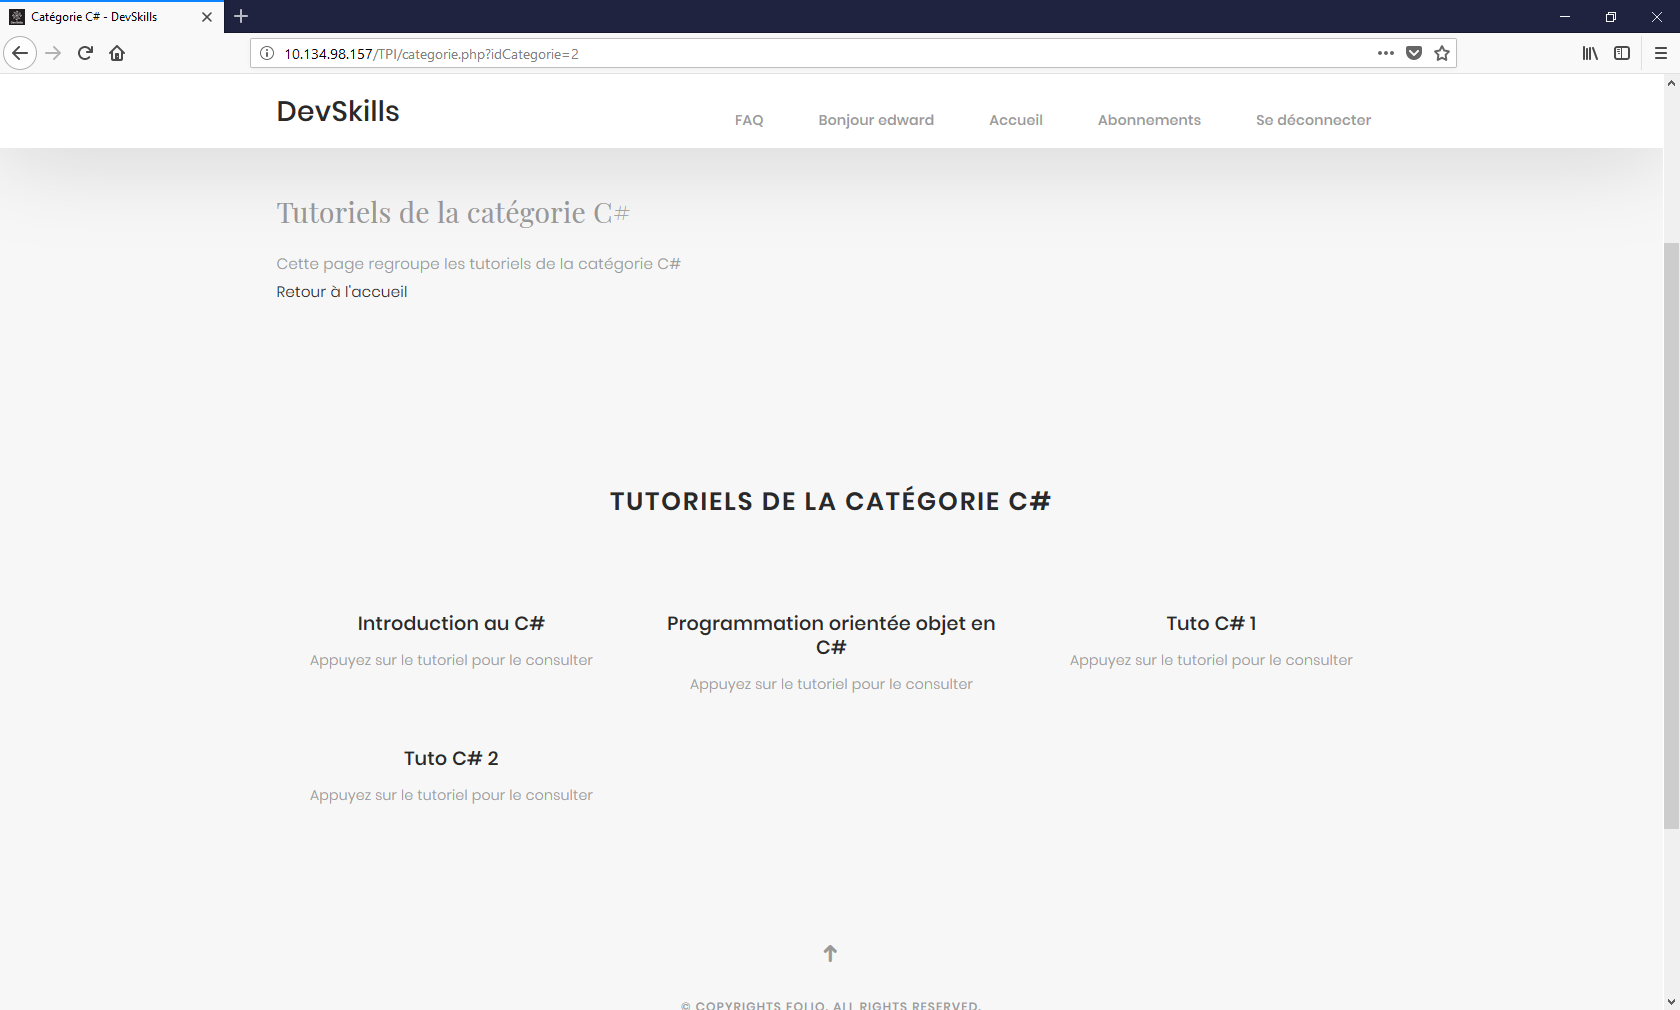 Catégorie C# - DevSkills
10.134.98.157/TPI/categorie.php?idCategorie=2
DevSkills
FAQ
Bonjour edward
Accueil
Abonnements
Se déconnecter
Tutoriels de la catégorie C#
Cette page regroupe les tutoriels de la catégorie C#
Retour à l'accueil
TUTORIELS DE LA CATÉGORIE C#
Introduction au C#
Appuyez sur le tutoriel pour le consulter
Programmation orientée objet en
C#
Appuyez sur le tutoriel pour le consulter
Tuto C# 1
Appuyez sur le tutoriel pour le consulter
Tuto C# 2
Appuyez sur le tutoriel pour le consulter
© COPYRIGHTS FOLIO. ALL RIGHTS RESERVED.